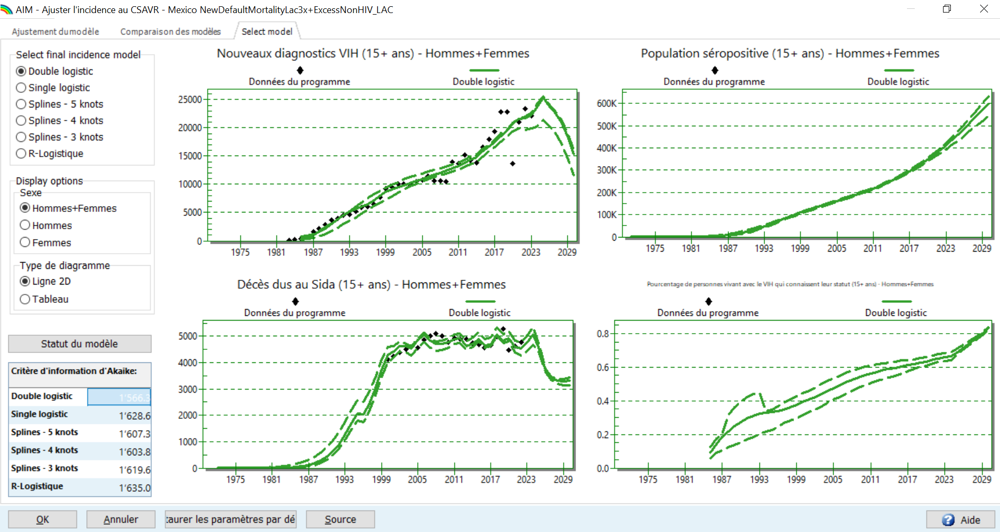 AIM - Ajuster l'incidence au CSAVR - Mexico NewDefaultMortalityLac3x+ExcessNonHIV_LAC
Ajustement du modèle
Comparaison des modèles
Select model
Select final incidence model
Double logistic
Single logistic
Splines - 5 knots
Splines - 4 knots
Splines - 3 knots
R-Logistique
Display options
Sexe
Hommes+Femmes
Hommes
Femmes
Type de diagramme
Ligne 2D
Tableau
Statut du modèle
Critère d'information d'Akaike:
Double logistic 1'566.3
Single logistic 1'628.6
Splines - 5 knots 1'607.3
Splines - 4 knots 1'603.8
Splines - 3 knots 1'619.6
R-Logistique 1'635.0
Nouveaux diagnostics VIH (15+ ans) - Hommes+Femmes
Données du programme Double logistic
25000
20000
15000
10000
5000
0
1975 1981 1987 1993 1999 2005 2011 2017 2023 2029
Population séropositive (15+ ans) - Hommes+Femmes
Données du programme Double logistic
600K
500K
400K
300K
200K
100K
0
1975 1981 1987 1993 1999 2005 2011 2017 2023 2029
Décès dus au Sida (15+ ans) - Hommes+Femmes
Données du programme Double logistic
5000
4000
3000
2000
1000
0
1975 1981 1987 1993 1999 2005 2011 2017 2023 2029
Pourcentage de personnes vivant avec le VIH qui connaissent leur statut (15+ ans) - Hommes+Femmes
Données du programme Double logistic
0.8
0.6
0.4
0.2
0.0
1975 1981 1987 1993 1999 2005 2011 2017 2023 2029
OK
Annuler
taurer les paramètres par dé
Source
Aide